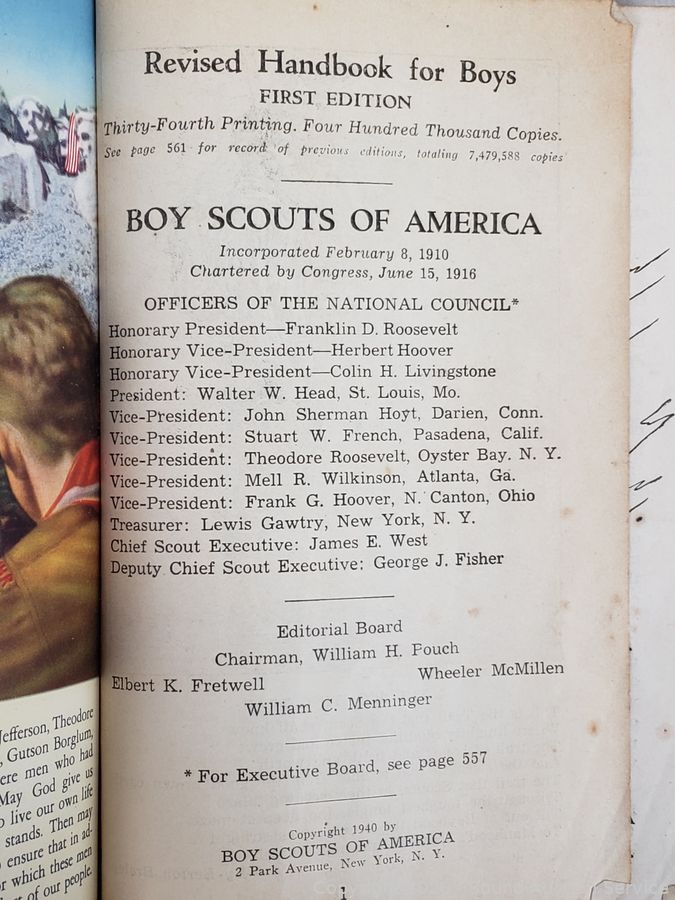 Revised Handbook for Boys
FIRST EDITION
Thirty-Fourth Printing. Four Hundred Thousand Copies.
See page 561 for record of previous editions, totaling 7,479,588 copies
BOY SCOUTS OF AMERICA
Incorporated February 8, 1910
Chartered by Congress, June 15, 1916
OFFICERS OF THE NATIONAL COUNCIL*
Honorary President—Franklin D. Roosevelt
Honorary Vice-President—Herbert Hoover
Honorary Vice-President—Colin H. Livingstone
President: Walter W. Head, St. Louis, Mo.
Vice-President: John Sherman Hoyt, Darien, Conn.
Vice-President: Stuart W. French, Pasadena, Calif.
Vice-President: Theodore Roosevelt, Oyster Bay. N. Y.
Vice-President: Mell R. Wilkinson, Atlanta, Ga.
Vice-President: Frank G. Hoover, N. Canton, Ohio
Treasurer: Lewis Gawtry, New York, N. Y.
Chief Scout Executive: James E. West
Deputy Chief Scout Executive: George J. Fisher
Editorial Board
Chairman, William H. Pouch
Elbert K. Fretwell Wheeler McMillen
William C. Menninger
* For Executive Board, see page 557
Copyright 1940 by
BOY SCOUTS OF AMERICA
2 Park Avenue, New York, N. Y.
Jefferson, Theodore
, Gutson Borglum,
ere men who had
May God give us
o live our own life
stands. Then may
ensure that in ad-
r which these men
of our people.